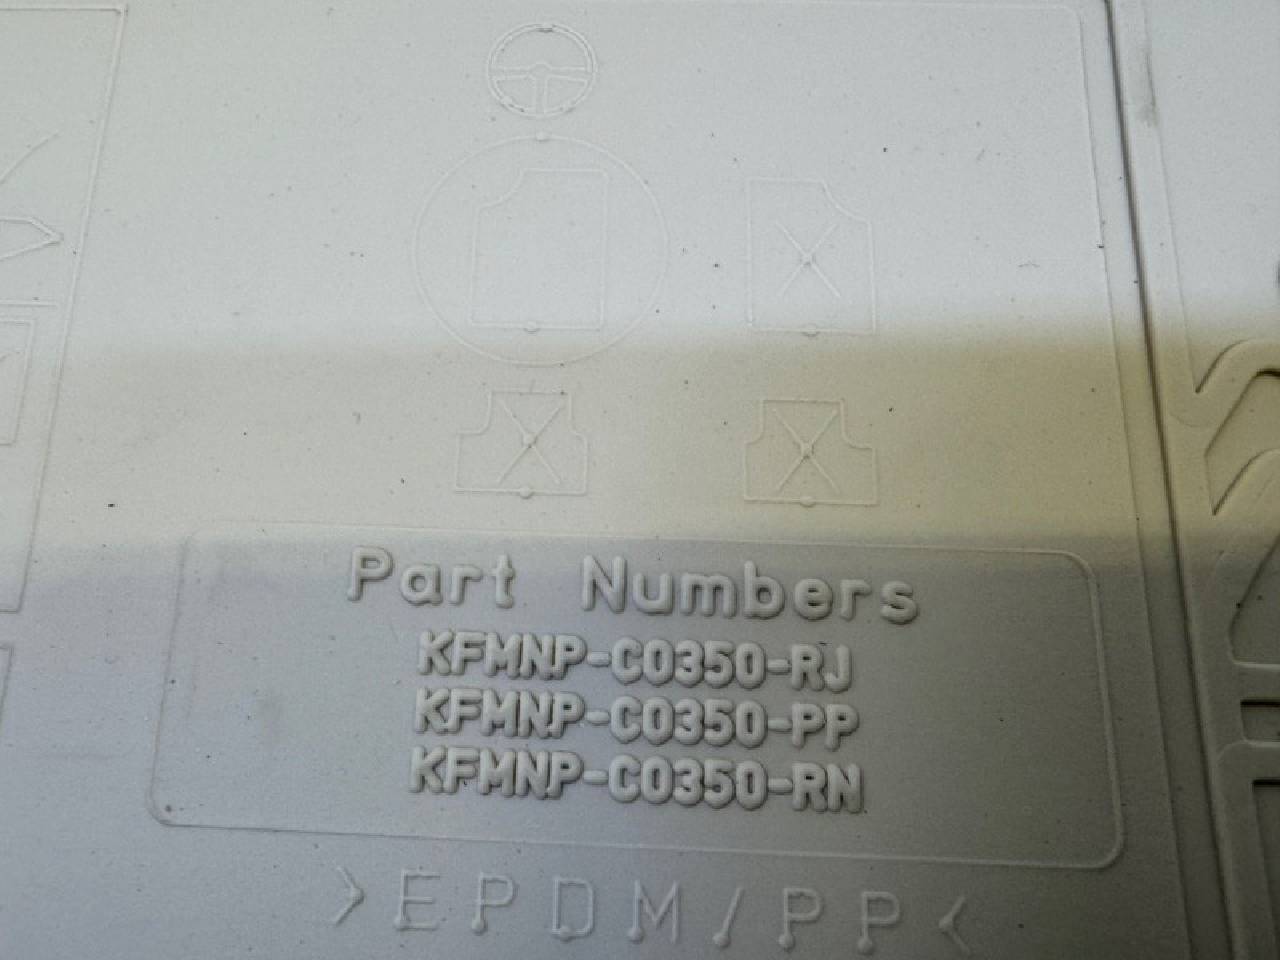 Part Numbers
KFMNP-C0350-RJ
KFMNP-C0350-PP
KFMNP-C0350-RN
>EPDM/PP<